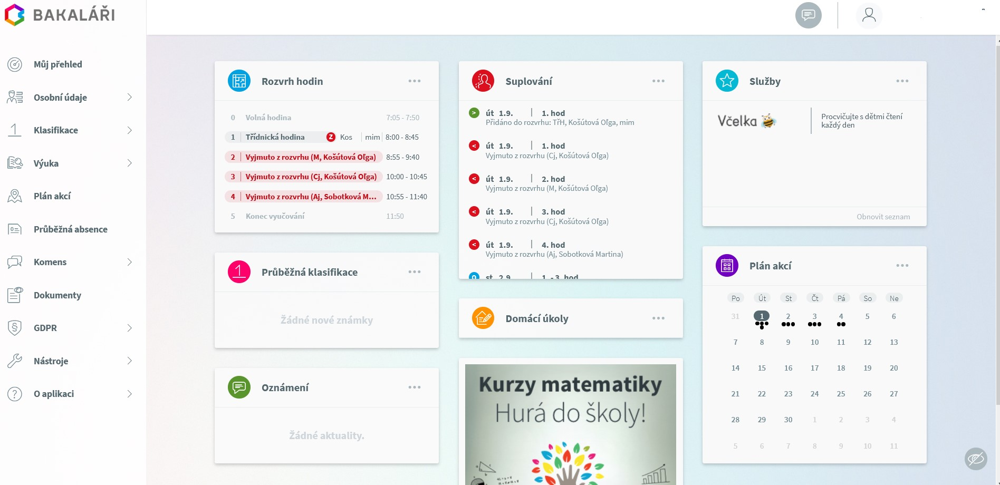 BAKALÁŘI
Můj přehled
Osobní údaje
Klasifikace
Výuka
Plán akcí
Průběžná absence
Komens
Dokumenty
GDPR
Nástroje
O aplikaci
Rozvrh hodin
0 Volná hodina 7:05 - 7:50
1 Třídnická hodina Z Kos mim 8:00 - 8:45
2 Vyjmuto z rozvrhu (M, Košútová Oľga) 8:55 - 9:40
3 Vyjmuto z rozvrhu (Cj, Košútová Oľga) 10:00 - 10:45
4 Vyjmuto z rozvrhu (Aj, Sobotková M... 10:55 - 11:40
5 Konec vyučování 11:50
Průběžná klasifikace
Žádné nové známky
Oznámení
Žádné aktuality.
Suplování
> út 1.9. 1. hod
Přidáno do rozvrhu: TřH, Košútová Oľga, mim
< út 1.9. 1. hod
Vyjmuto z rozvrhu (Cj, Košútová Oľga)
< út 1.9. 2. hod
Vyjmuto z rozvrhu (M, Košútová Oľga)
< út 1.9. 3. hod
Vyjmuto z rozvrhu (Cj, Košútová Oľga)
< út 1.9. 4. hod
Vyjmuto z rozvrhu (Aj, Sobotková Martina)
O st 2.9. 1. - 3. hod
Domácí úkoly
Kurzy matematiky
Hurá do školy!
Služby
Včelka
Procvičujte s dětmi čtení
každý den
Obnovit seznam
Plán akcí
Po Út St Čt Pá So Ne
31 1 2 3 4 5 6
7 8 9 10 11 12 13
14 15 16 17 18 19 20
21 22 23 24 25 26 27
28 29 30 1 2 3 4
5 6 7 8 9 10 11